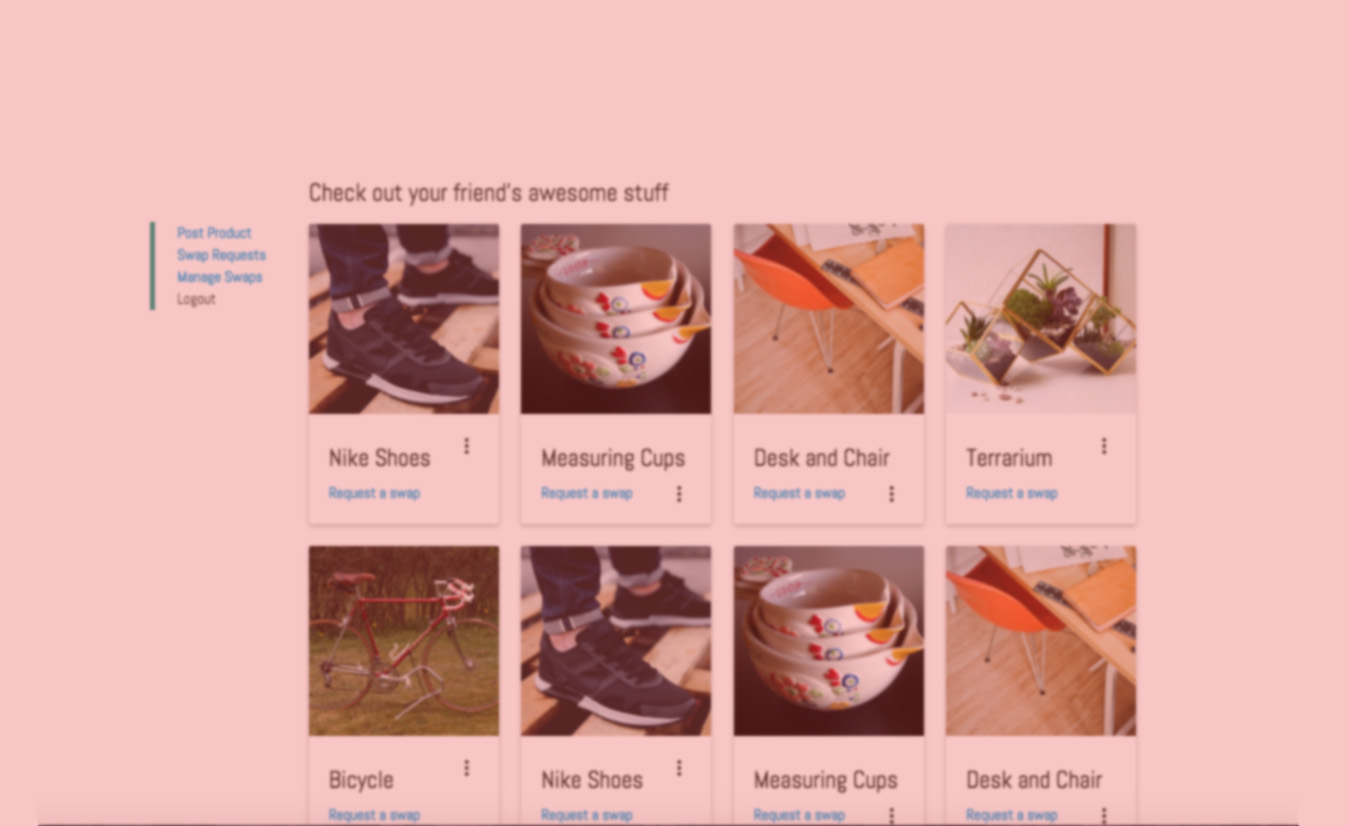 Check out your friend's awesome stuff
Post Product
Swap Requests
Manage Swaps
Logout
Nike Shoes
Request a swap
Measuring Cups
Request a swap
Desk and Chair
Request a swap
Terrarium
Request a swap
Bicycle
Request a swap
Nike Shoes
Measuring Cups
Request a swap
Desk and Chair
Request a swap